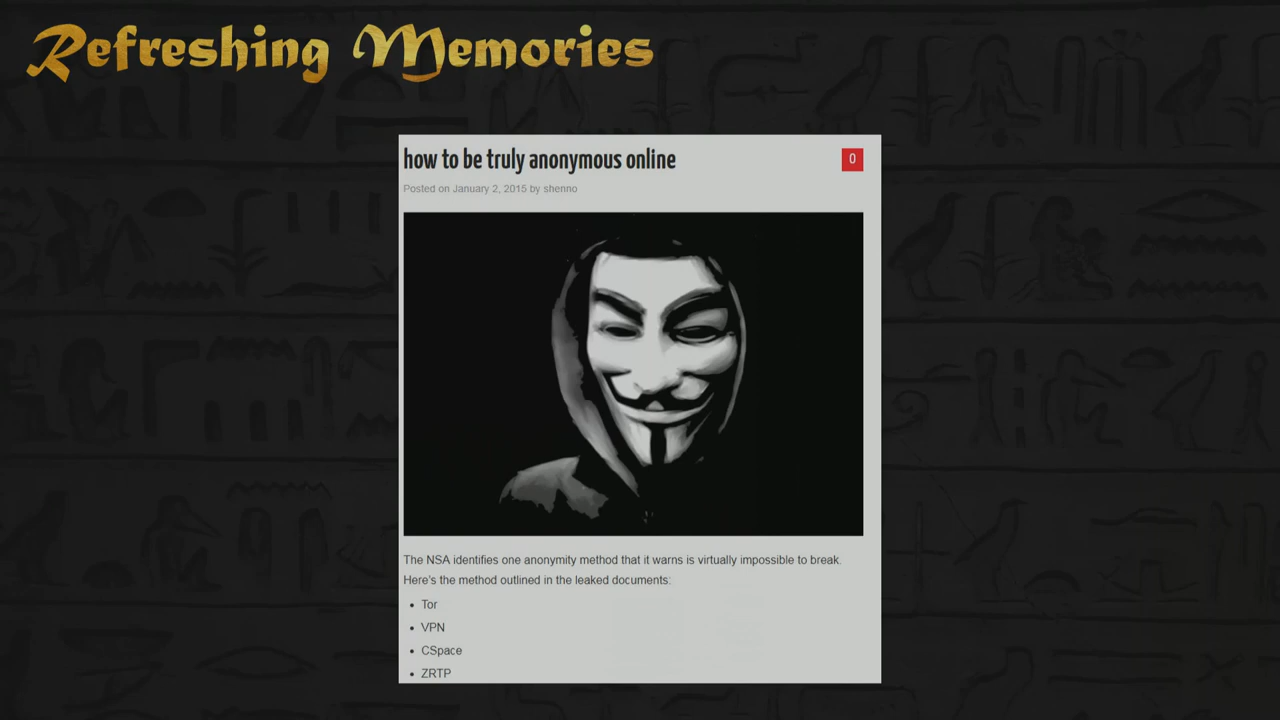 Refreshing Memories
how to be truly anonymous online
0
Posted on January 2, 2015 by shenno
The NSA identifies one anonymity method that it warns is virtually impossible to break.
Here's the method outlined in the leaked documents:
• Tor
• VPN
• CSpace
• ZRTP